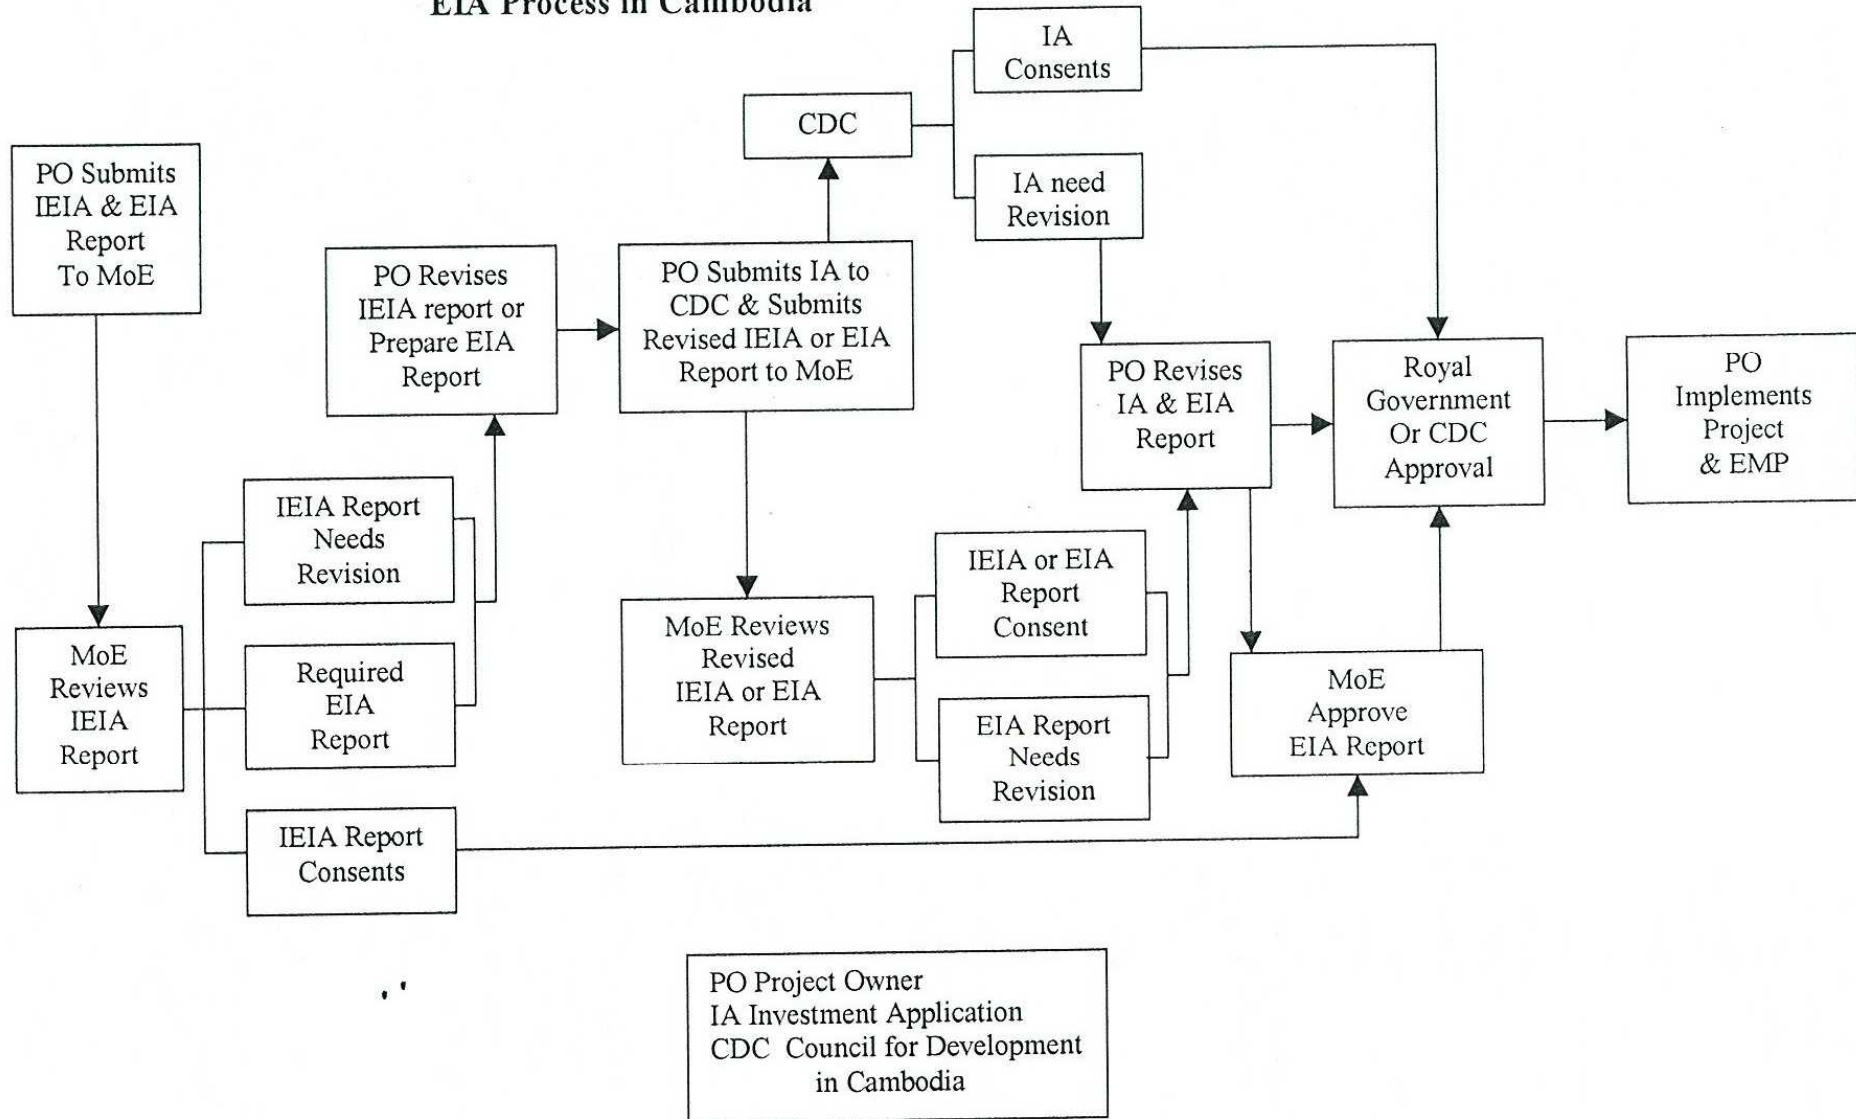 EIA Process in Cambodia
IA
Consents
CDC
PO Submits
IEIA & EIA
Report
To MoE
IA need
Revision
PO Revises
IEIA report or
Prepare EIA
Report
PO Submits IA to
CDC & Submits
Revised IEIA or EIA
Report to MoE
PO Revises
IA & EIA
Report
Royal
Government
Or CDC
Approval
PO
Implements
Project
& EMP
IEIA Report
Needs
Revision
IEIA or EIA
Report
Consent
MoE
Reviews
IEIA
Report
Required
EIA
Report
MoE Reviews
Revised
IEIA or EIA
Report
EIA Report
Needs
Revision
MoE
Approve
EIA Report
IEIA Report
Consents
PO Project Owner
IA Investment Application
CDC Council for Development
in Cambodia